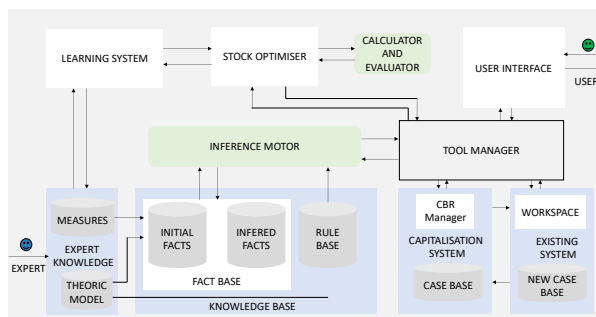 LEARNING SYSTEM
STOCK OPTIMISER
CALCULATOR
AND
EVALUATOR
USER INTERFACE
USER
INFERENCE MOTOR
TOOL MANAGER
MEASURES
EXPERT
KNOWLEDGE
EXPERT
THEORIC
MODEL
INITIAL
FACTS
INFERED
FACTS
RULE
BASE
FACT BASE
KNOWLEDGE BASE
CBR
Manager
CAPITALISATION
SYSTEM
CASE BASE
WORKSPACE
EXISTING
SYSTEM
NEW CASE
BASE